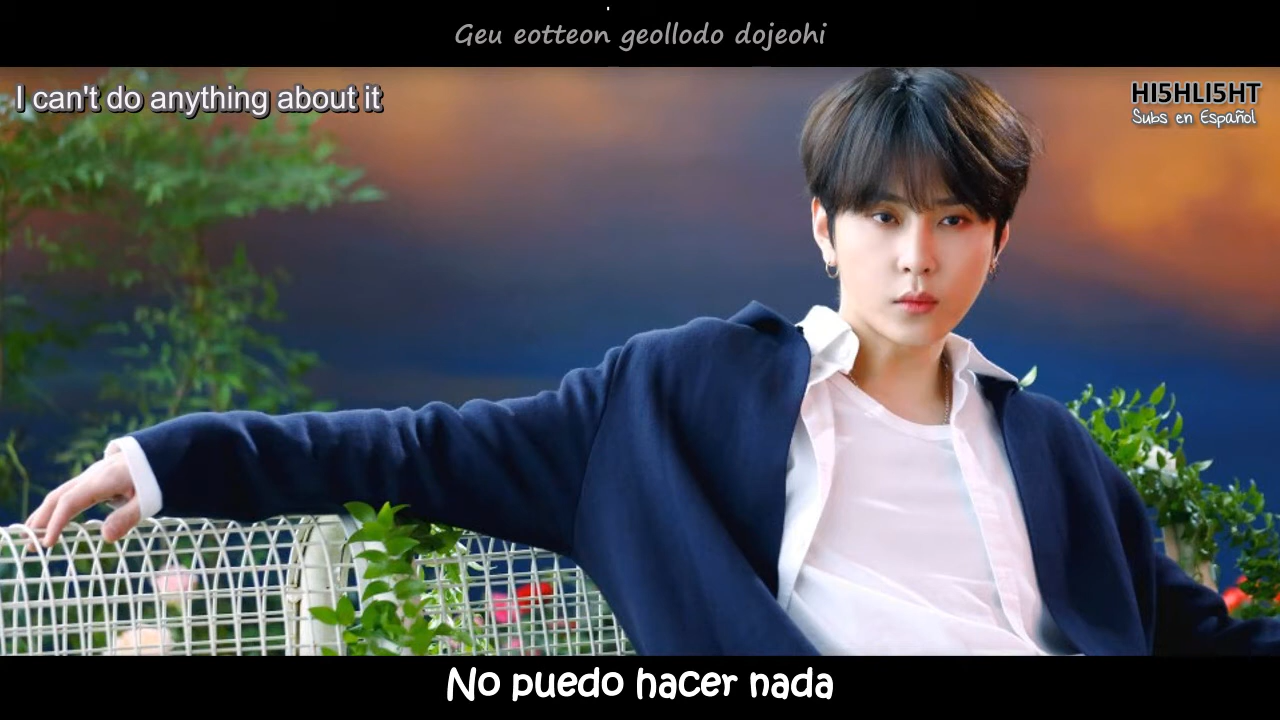 Geu eotteon geollodo dojeohi
I can't do anything about it
HI5HLI5HT
Subs en Español
No puedo hacer nada